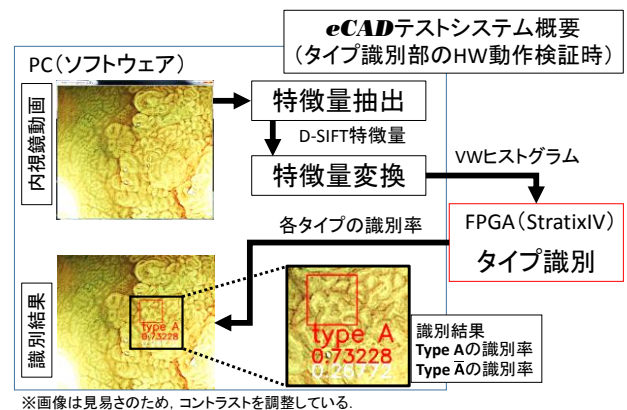 eCADテストシステム概要
(タイプ識別部のHW動作検証時)
PC(ソフトウェア)
内視鏡動画
特徴量抽出
D-SIFT特徴量
特徴量変換
VWヒストグラム
FPGA(StratixIV)
タイプ識別
各タイプの識別率
識別結果
type A
0.73228
0.26772
type A
0.73228
0.26772
識別結果
Type Aの識別率
Type Āの識別率
※画像は見易さのため，コントラストを調整している.